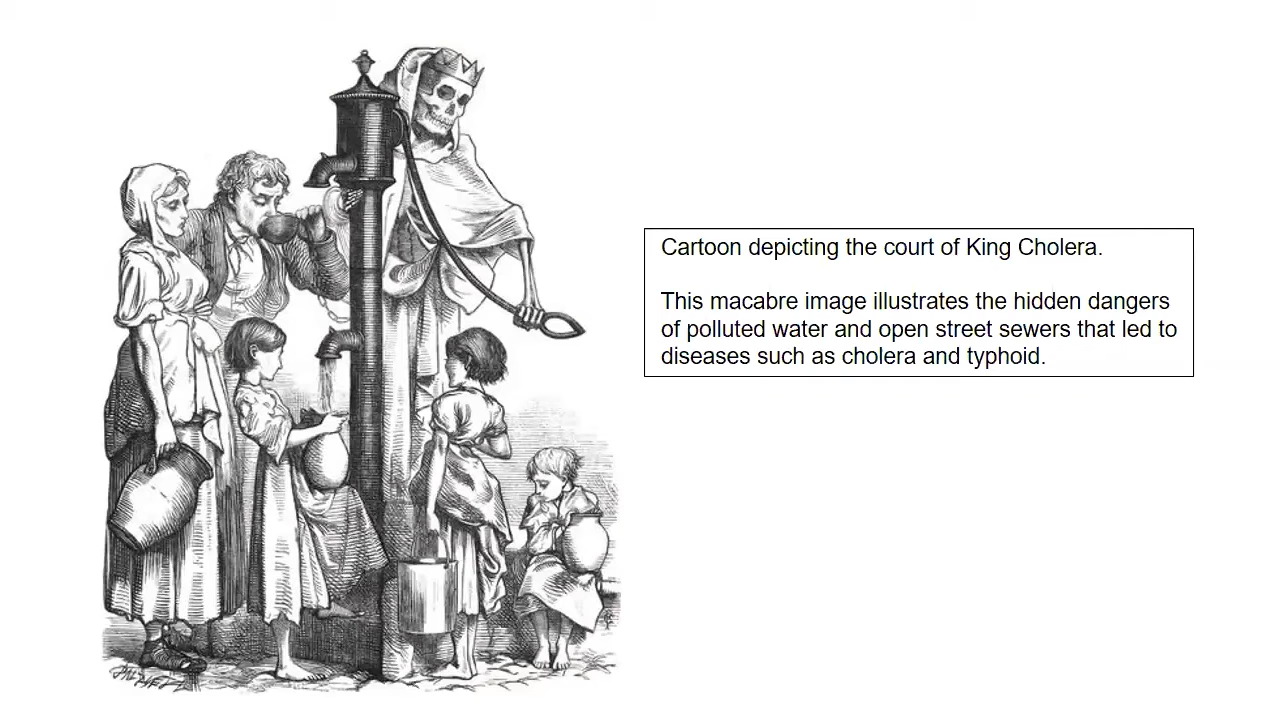 Cartoon depicting the court of King Cholera.
This macabre image illustrates the hidden dangers
of polluted water and open street sewers that led to
diseases such as cholera and typhoid.